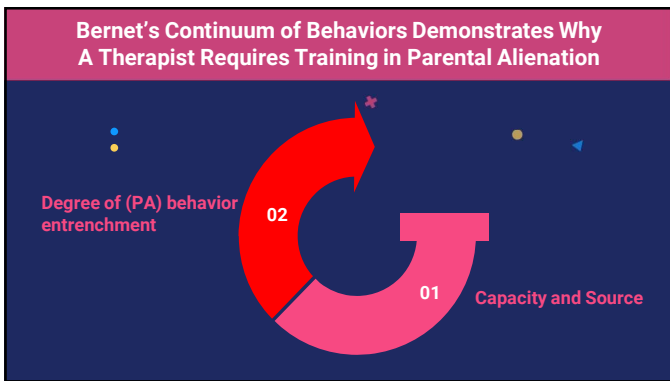 Bernet’s Continuum of Behaviors Demonstrates Why
A Therapist Requires Training in Parental Alienation
Degree of (PA) behavior
entrenchment
02
01
Capacity and Source